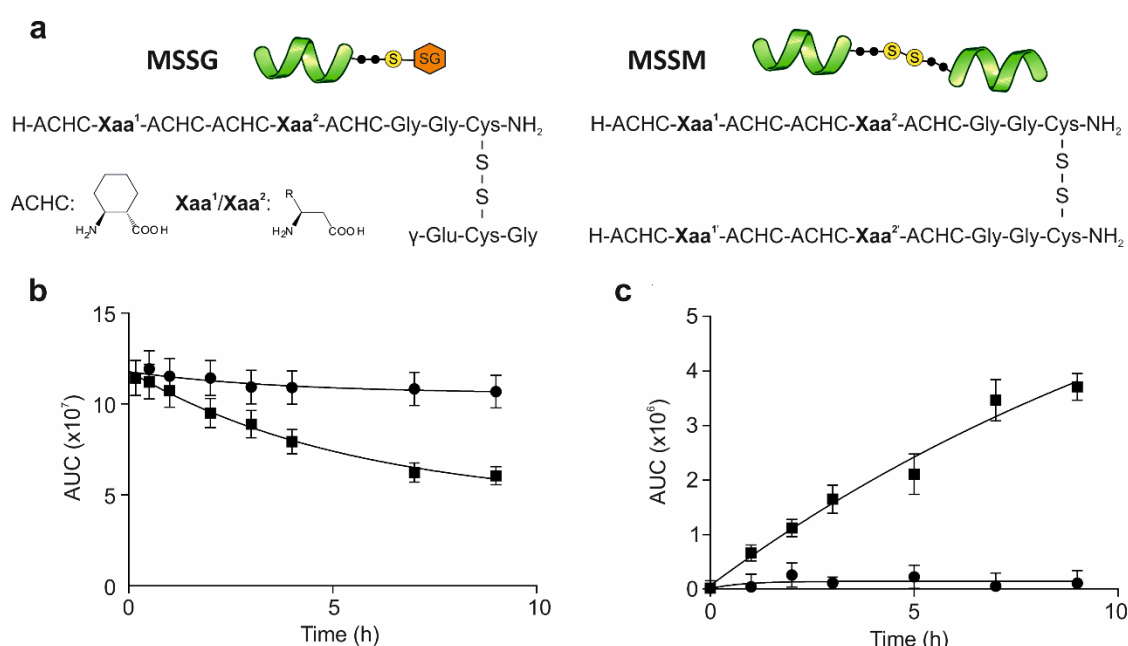 a
MSSG
S
SG
MSSM
S
S
H-ACHC-Xaa¹-ACHC-ACHC-Xaa²-ACHC-Gly-Gly-Cys-NH₂
S
S
γ-Glu-Cys-Gly
ACHC:
H₂N
COOH
Xaa¹/Xaa²:
R
H₂N
COOH
H-ACHC-Xaa¹-ACHC-ACHC-Xaa²-ACHC-Gly-Gly-Cys-NH₂
S
S
H-ACHC-Xaa¹'-ACHC-ACHC-Xaa²'-ACHC-Gly-Gly-Cys-NH₂
b
AUC (x10⁷)
15
10
5
0
0
5
10
Time (h)
c
AUC (x10⁶)
5
4
3
2
1
0
0
5
10
Time (h)